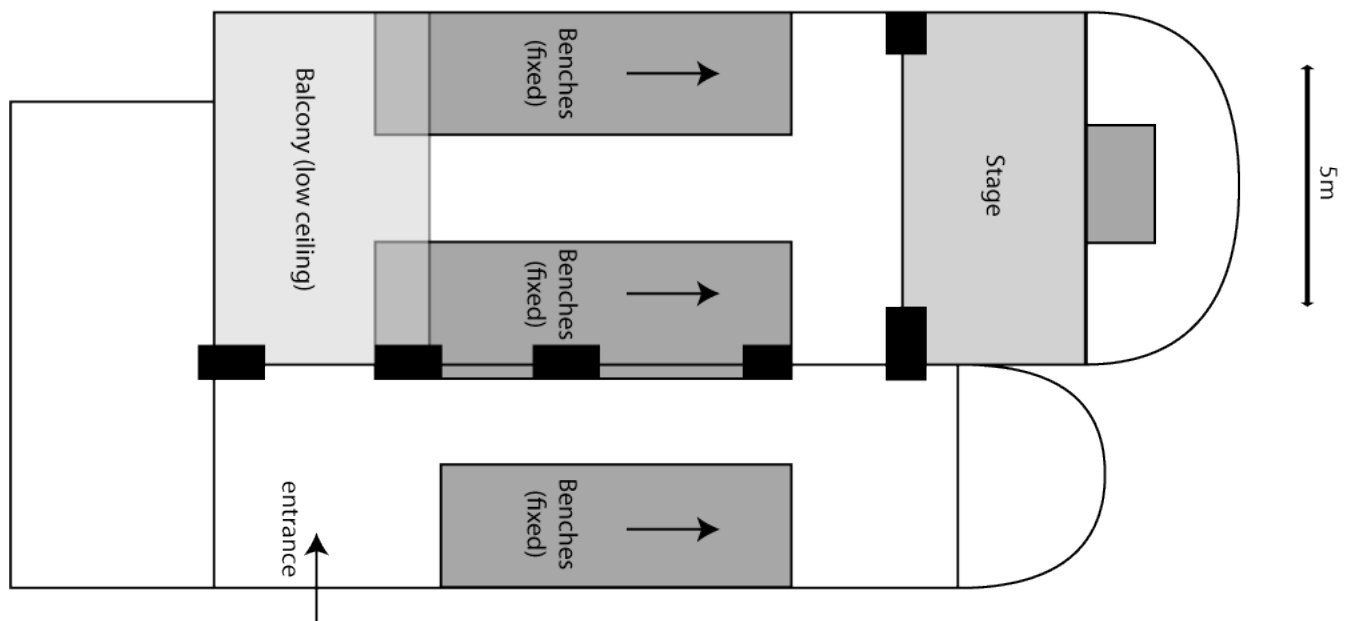 Balcony (low ceiling)
Benches
(fixed)
Benches
(fixed)
Benches
(fixed)
Stage
5m
entrance